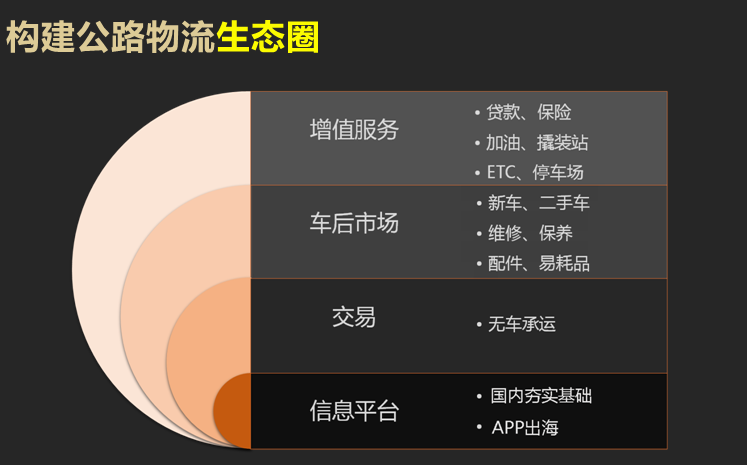 构建公路物流生态圈
增值服务
• 贷款、保险
• 加油、撬装站
• ETC、停车场
车后市场
• 新车、二手车
• 维修、保养
• 配件、易耗品
交易
• 无车承运
信息平台
• 国内夯实基础
• APP出海